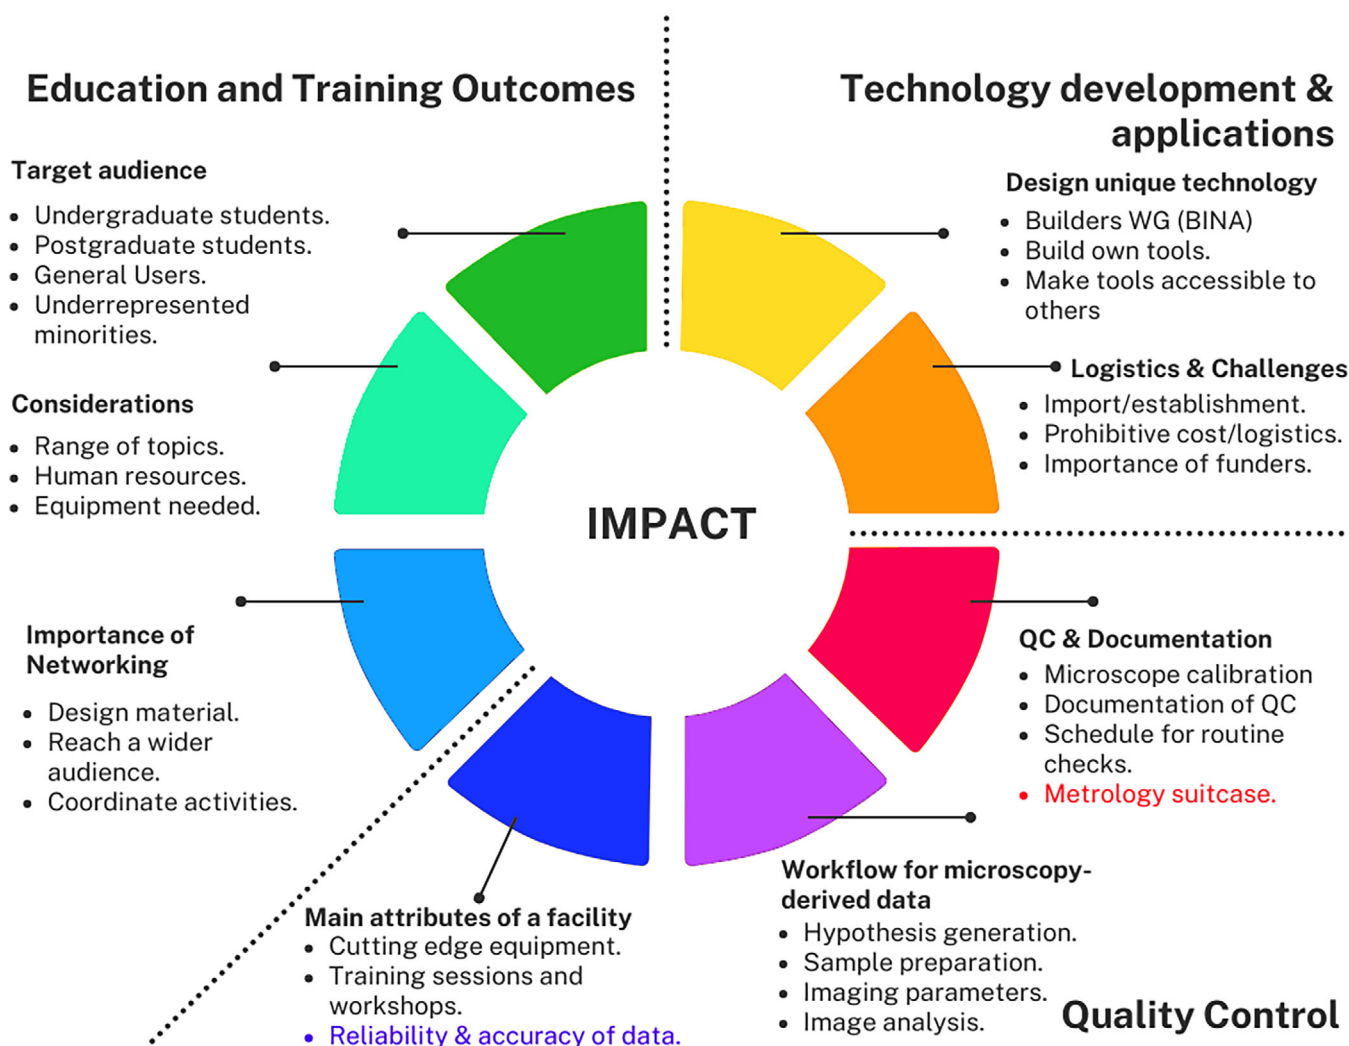 Education and Training Outcomes
Target audience
Undergraduate students.
Postgraduate students.
General Users.
Underrepresented
minorities.
Considerations
Range of topics.
Human resources.
Equipment needed.
Importance of
Networking
Design material.
Reach a wider
audience.
Coordinate activities.
IMPACT
Technology development &
applications
Design unique technology
Builders WG (BINA)
Build own tools.
Make tools accessible to
others
Logistics & Challenges
Import/establishment.
Prohibitive cost/logistics.
Importance of funders.
QC & Documentation
Microscope calibration
Documentation of QC
Schedule for routine
checks.
Metrology suitcase.
Workflow for microscopy-
derived data
Hypothesis generation.
Sample preparation.
Imaging parameters.
Image analysis.
Main attributes of a facility
Cutting edge equipment.
Training sessions and
workshops.
Reliability & accuracy of data.
Quality Control